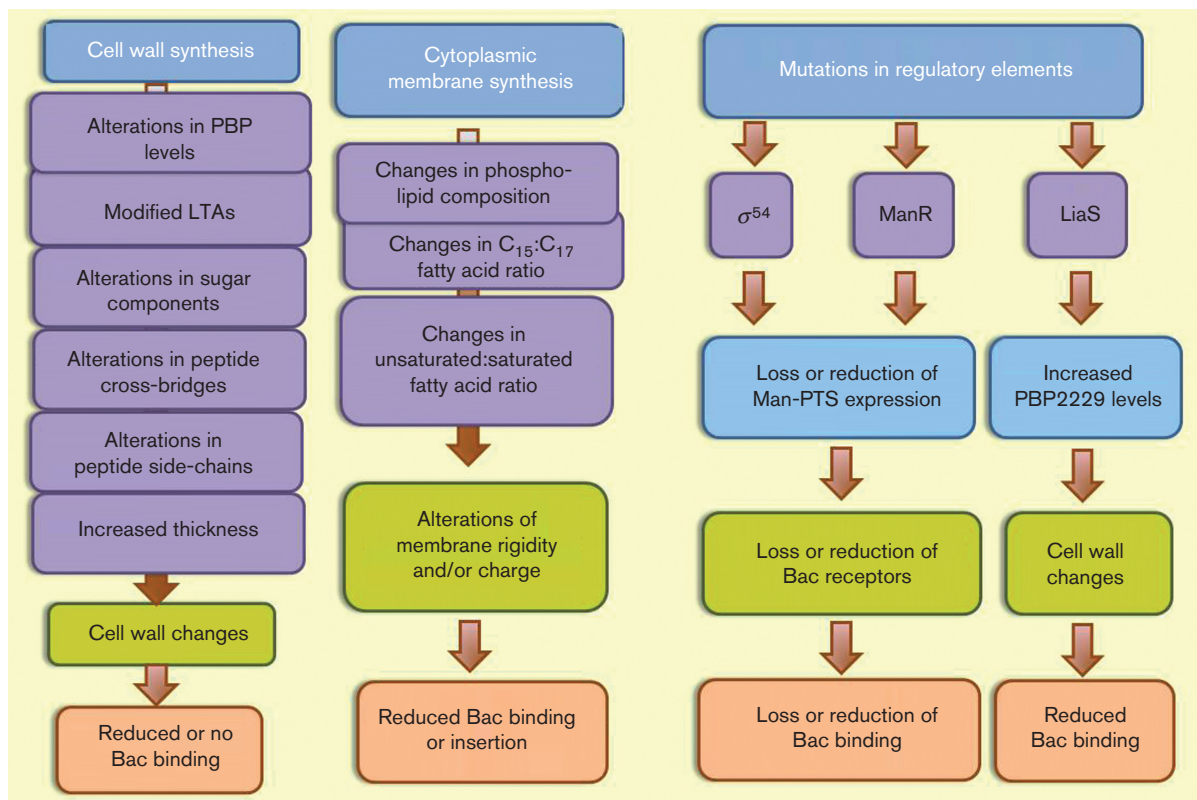 Cell wall synthesis
Alterations in PBP
levels
Modified LTAs
Alterations in sugar
components
Alterations in peptide
cross-bridges
Alterations in
peptide side-chains
Increased thickness
Cell wall changes
Reduced or no
Bac binding
Cytoplasmic
membrane synthesis
Changes in phospho-
lipid composition
Changes in C₁₅:C₁₇
fatty acid ratio
Changes in
unsaturated:saturated
fatty acid ratio
Alterations of
membrane rigidity
and/or charge
Reduced Bac binding
or insertion
Mutations in regulatory elements
σ⁵⁴
ManR
LiaS
Loss or reduction of
Man-PTS expression
Increased
PBP2229 levels
Loss or reduction of
Bac receptors
Cell wall
changes
Loss or reduction of
Bac binding
Reduced
Bac binding